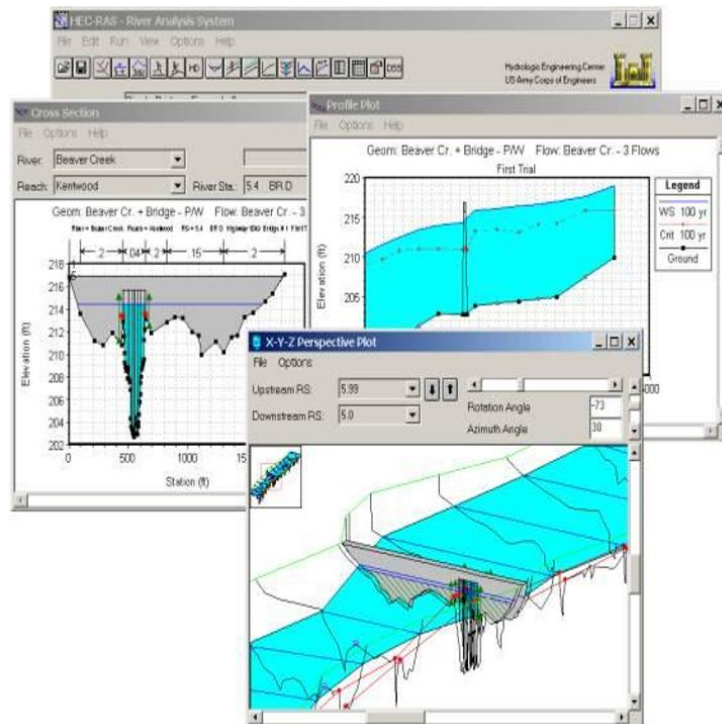 HEC-RAS - River Analysis System
File Edit Run View Options Help
Hydrologic Engineering Center
US Army Corps of Engineers
DSS
Cross Section
File Options Help
River: Beaver Creek
Reach: Kentwood River Sta.: 5.4 BR D
Geom: Beaver Cr. + Bridge - P/W Flow: Beaver Cr. - 3
.2 .04 .2 .15 .2
218
216
214
212
210
208
206
204
202
Elevation (ft)
0 500 1000
Station (ft)
Profile Plot
File Options Help
Geom: Beaver Cr. + Bridge - P/W Flow: Beaver Cr. - 3 Flows
First Trial
220
215
210
205
Elevation (ft)
Legend
WS 100 yr
Crit 100 yr
Ground
X-Y-Z Perspective Plot
File Options
Upstream RS: 5.99
Downstream RS: 5.0
Rotation Angle -73
Azimuth Angle 30